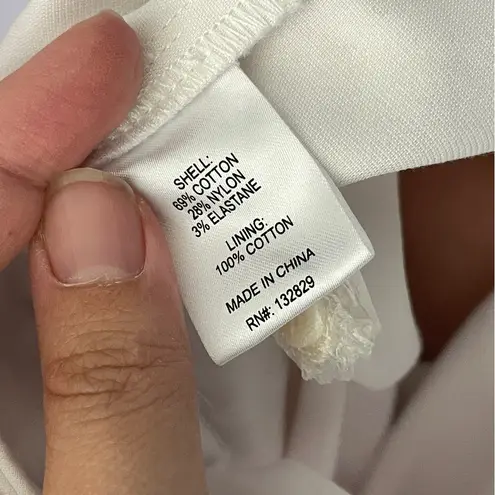 SHELL:
69% COTTON
28% NYLON
3% ELASTANE
LINING:
100% COTTON
MADE IN CHINA
RN#: 132829